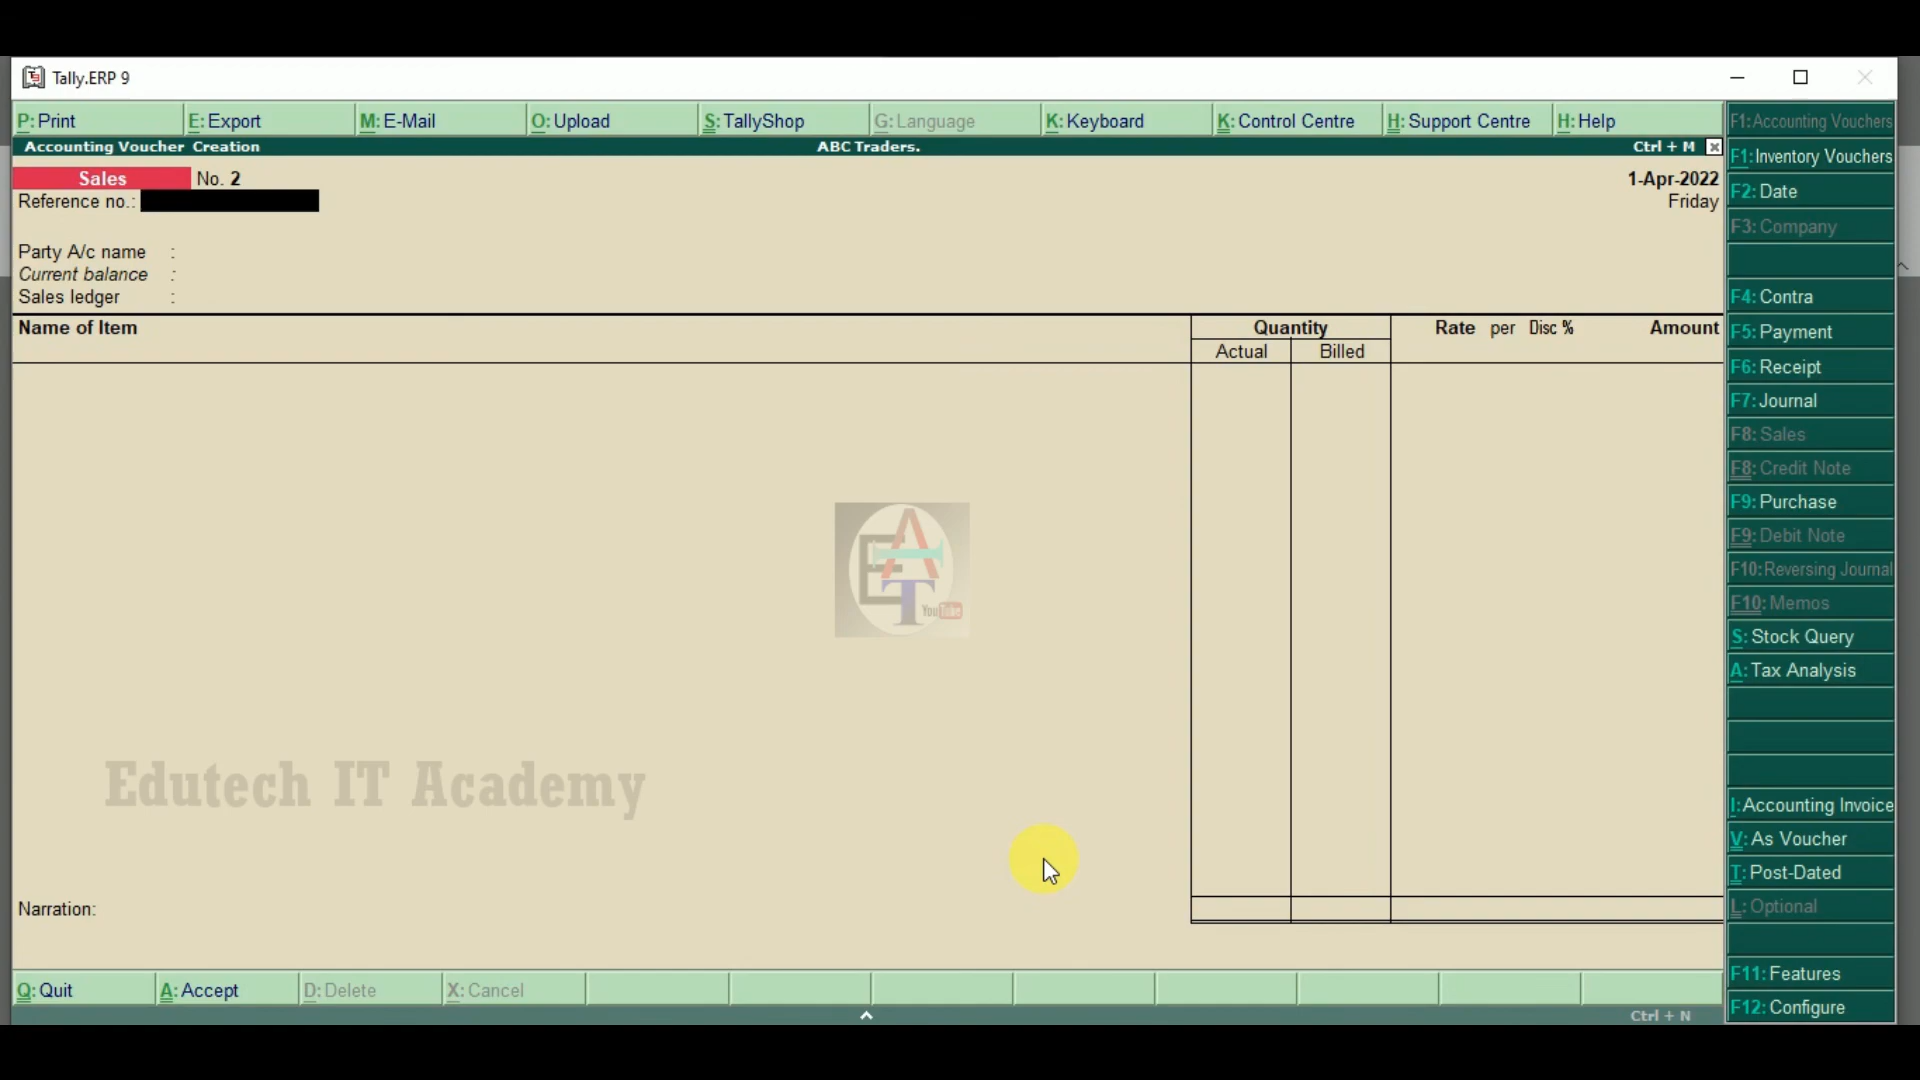 Tally.ERP 9
P: Print E: Export M: E-Mail O: Upload S: TallyShop G: Language K: Keyboard K: Control Centre H: Support Centre H: Help
Accounting Voucher Creation ABC Traders. Ctrl + M
Sales No. 2 1-Apr-2022
Reference no.: Friday
Party A/c name :
Current balance :
Sales ledger :
Name of Item Quantity Rate per Disc % Amount
Actual Billed
EAT
YouTube
Edutech IT Academy
Narration:
Q: Quit A: Accept D: Delete X: Cancel
Ctrl + N
F1: Accounting Vouchers
F1: Inventory Vouchers
F2: Date
F3: Company
F4: Contra
F5: Payment
F6: Receipt
F7: Journal
F8: Sales
F8: Credit Note
F9: Purchase
F9: Debit Note
F10: Reversing Journal
F10: Memos
S: Stock Query
A: Tax Analysis
I: Accounting Invoice
V: As Voucher
T: Post-Dated
L: Optional
F11: Features
F12: Configure